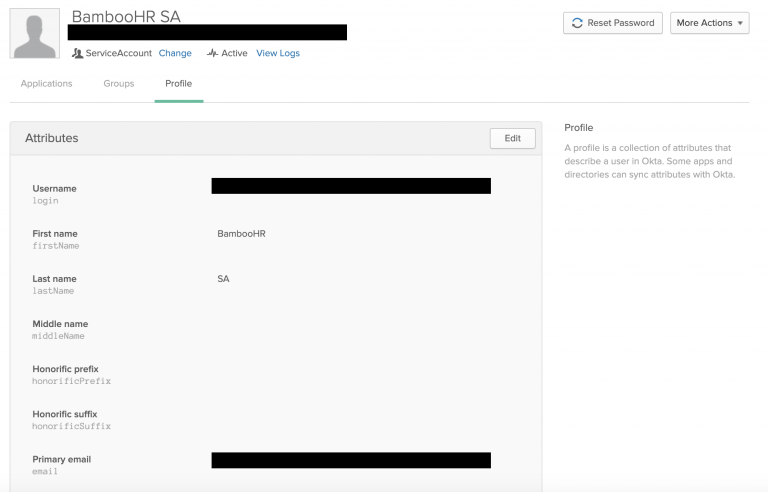 BambooHR SA
Reset Password
More Actions
ServiceAccount Change Active View Logs
Applications Groups Profile
Attributes
Edit
Profile
A profile is a collection of attributes that
describe a user in Okta. Some apps and
directories can sync attributes with Okta.
Username
login
First name BambooHR
firstName
Last name SA
lastName
Middle name
middleName
Honorific prefix
honorificPrefix
Honorific suffix
honorificSuffix
Primary email
email